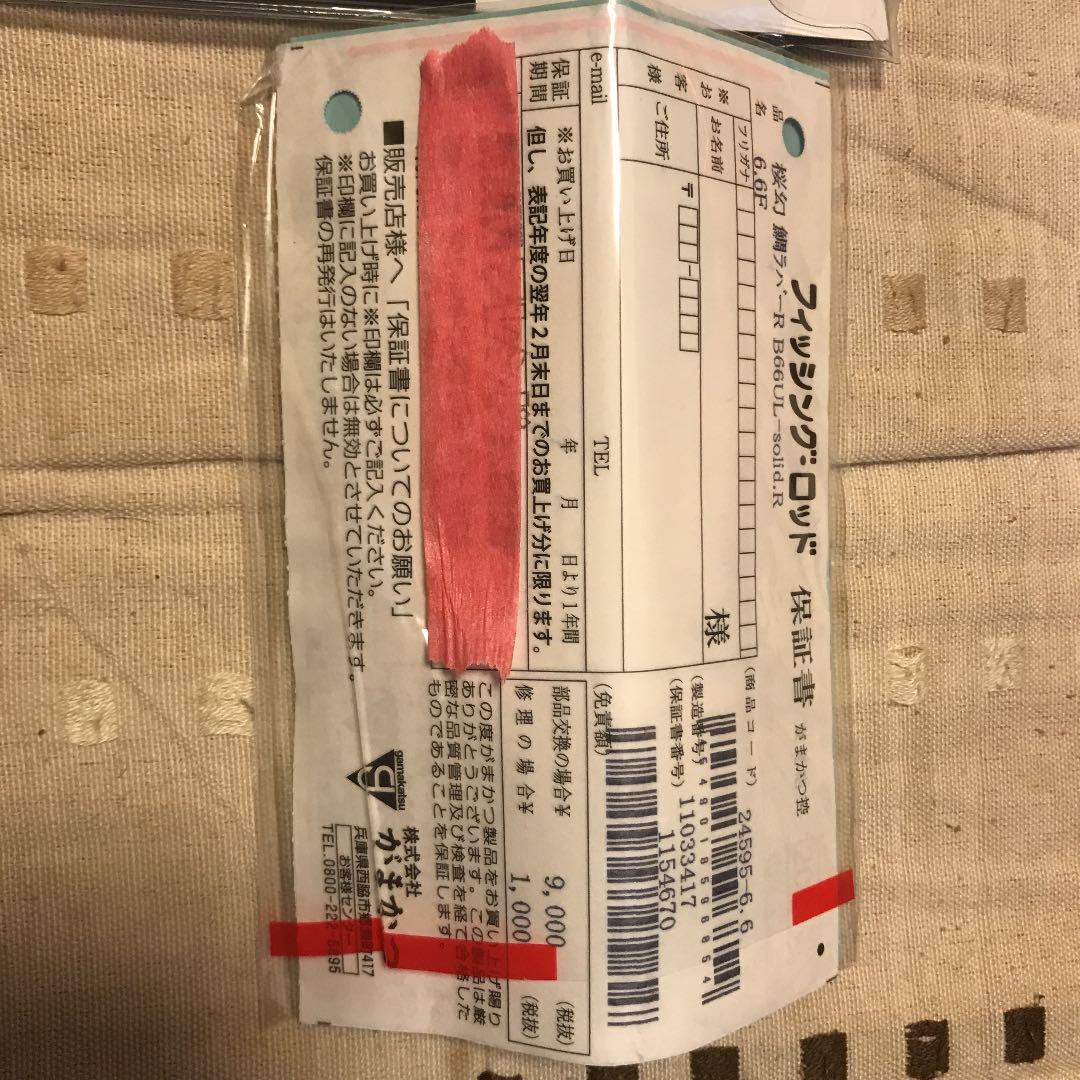 フィッシング・ロッド 保証書 がまかつ控
品名 桜幻 鯛ラバーR B66UL-solid.R
6.6F
(商品コード) 24595-6.6
フリガナ
※お客様
お名前
様
ご住所
〒
(製造番号) 11033417
(保証書番号) 1154670
e-mail
TEL
(免責額)
保証期間
※お買い上げ日 年 月 日より1年間
但し、表記年度の翌年2月末日までのお買上げ分に限ります。
部品交換の場合¥ 9,000 (税抜)
修理の場合¥ 1,000 (税抜)
■販売店様へ「保証書についてのお願い」
お買い上げ時に※印欄は必ずご記入ください。
※印欄に記入のない場合は無効とさせていただきます。
保証書の再発行はいたしません。
この度がまかつ製品をお買い上げ賜り
ありがとうございます。この製品は厳
密な品質管理及び検査を経て合格した
ものであることを保証します。
gamakatsu
株式会社
がまかつ
兵庫県西脇市
417
お客様センター
TEL.0800-22